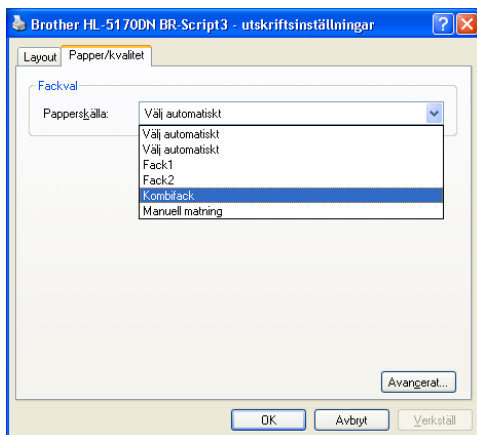 Brother HL-5170DN BR-Script3 - utskriftsinställningar
Layout Papper/kvalitet
Fackval
Papperskälla: Välj automatiskt
Välj automatiskt
Välj automatiskt
Fack1
Fack2
Kombifack
Manuell matning
Avancerat...
OK Avbryt Verkställ